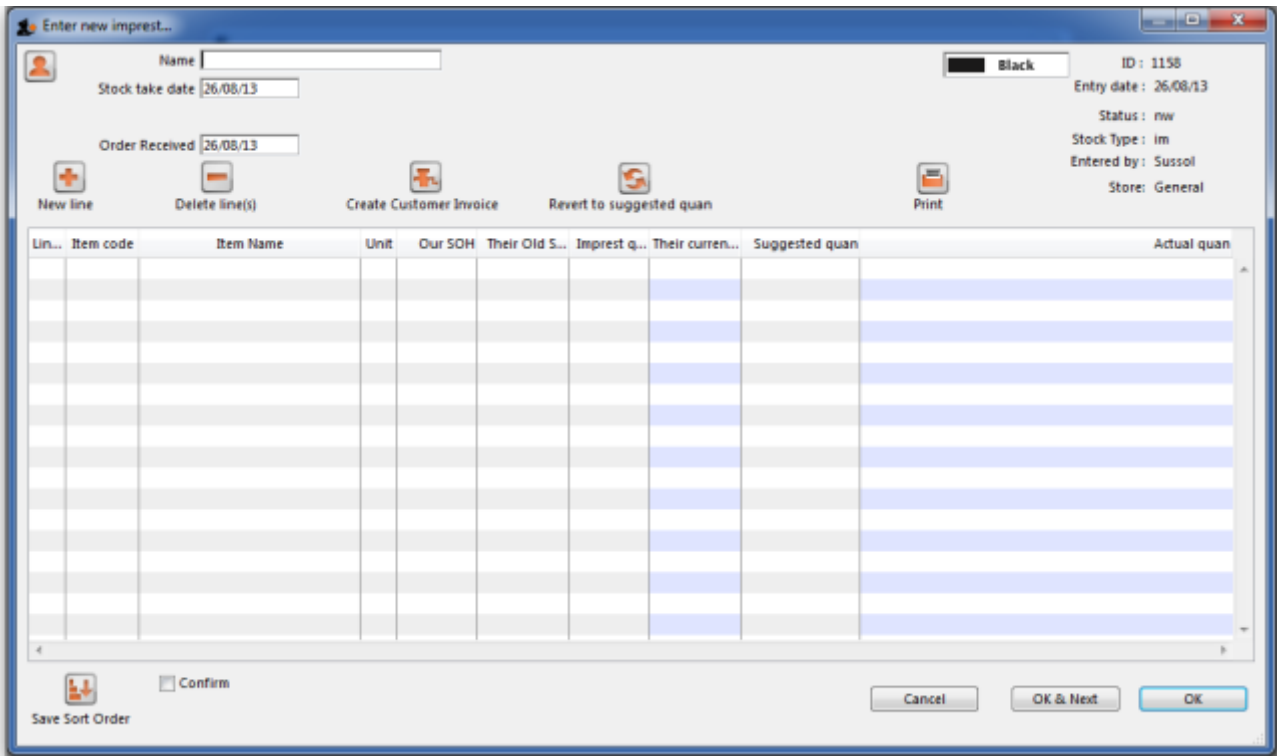 Enter new imprest...
Name
Black
ID : 1158
Stock take date 26/08/13
Entry date : 26/08/13
Status : nw
Order Received 26/08/13
Stock Type : im
Entered by : Sussol
Store: General
New line
Delete line(s)
Create Customer Invoice
Revert to suggested quan
Print
Lin... Item code Item Name Unit Our SOH Their Old S... Imprest q... Their curren... Suggested quan Actual quan
Confirm
Cancel
OK & Next
OK
Save Sort Order